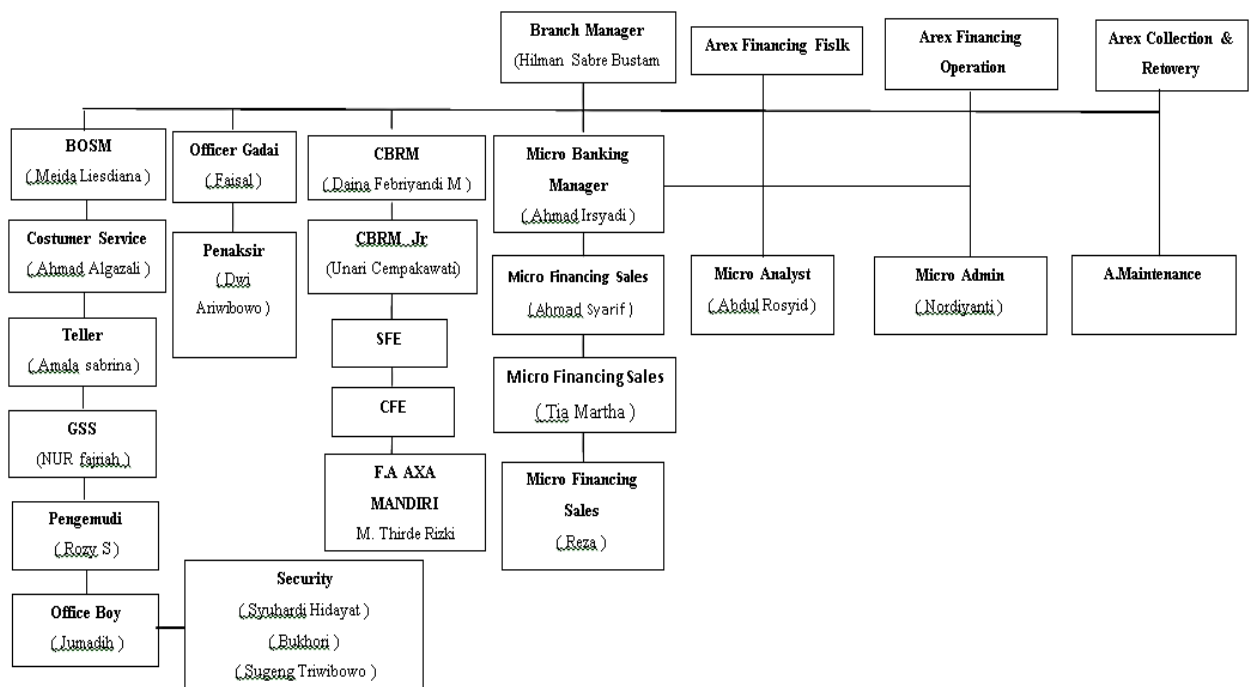 Branch Manager
(Hilman Sabre Bustam
Arex Financing Fislk
Arex Financing
Operation
Arex Collection &
Retovery
BOSM
( Meida Liesdiana )
Officer Gadai
( Faisal )
CBRM
( Daina Febriyandi M )
Micro Banking
Manager
( Ahmad Irsyadi )
Costumer Service
( Ahmad Algazali )
Penaksir
( Dwi
Ariwibowo )
CBRM Jr
(Unari Cempakawati)
Micro Financing Sales
( Ahmad Syarif )
Micro Analyst
( Abdul Rosyid )
Micro Admin
( Nordiyanti )
A.Maintenance
Teller
( Amala sabrina)
SFE
Micro Financing Sales
( Tia Martha )
CFE
GSS
(NUR fajriah )
F.A AXA
MANDIRI
M. Thirde Rizki
Micro Financing
Sales
( Reza )
Pengemudi
( Rozy S )
Office Boy
( Jumadih )
Security
( Syuhardi Hidayat )
( Bukhori )
( Sugeng Triwibowo )